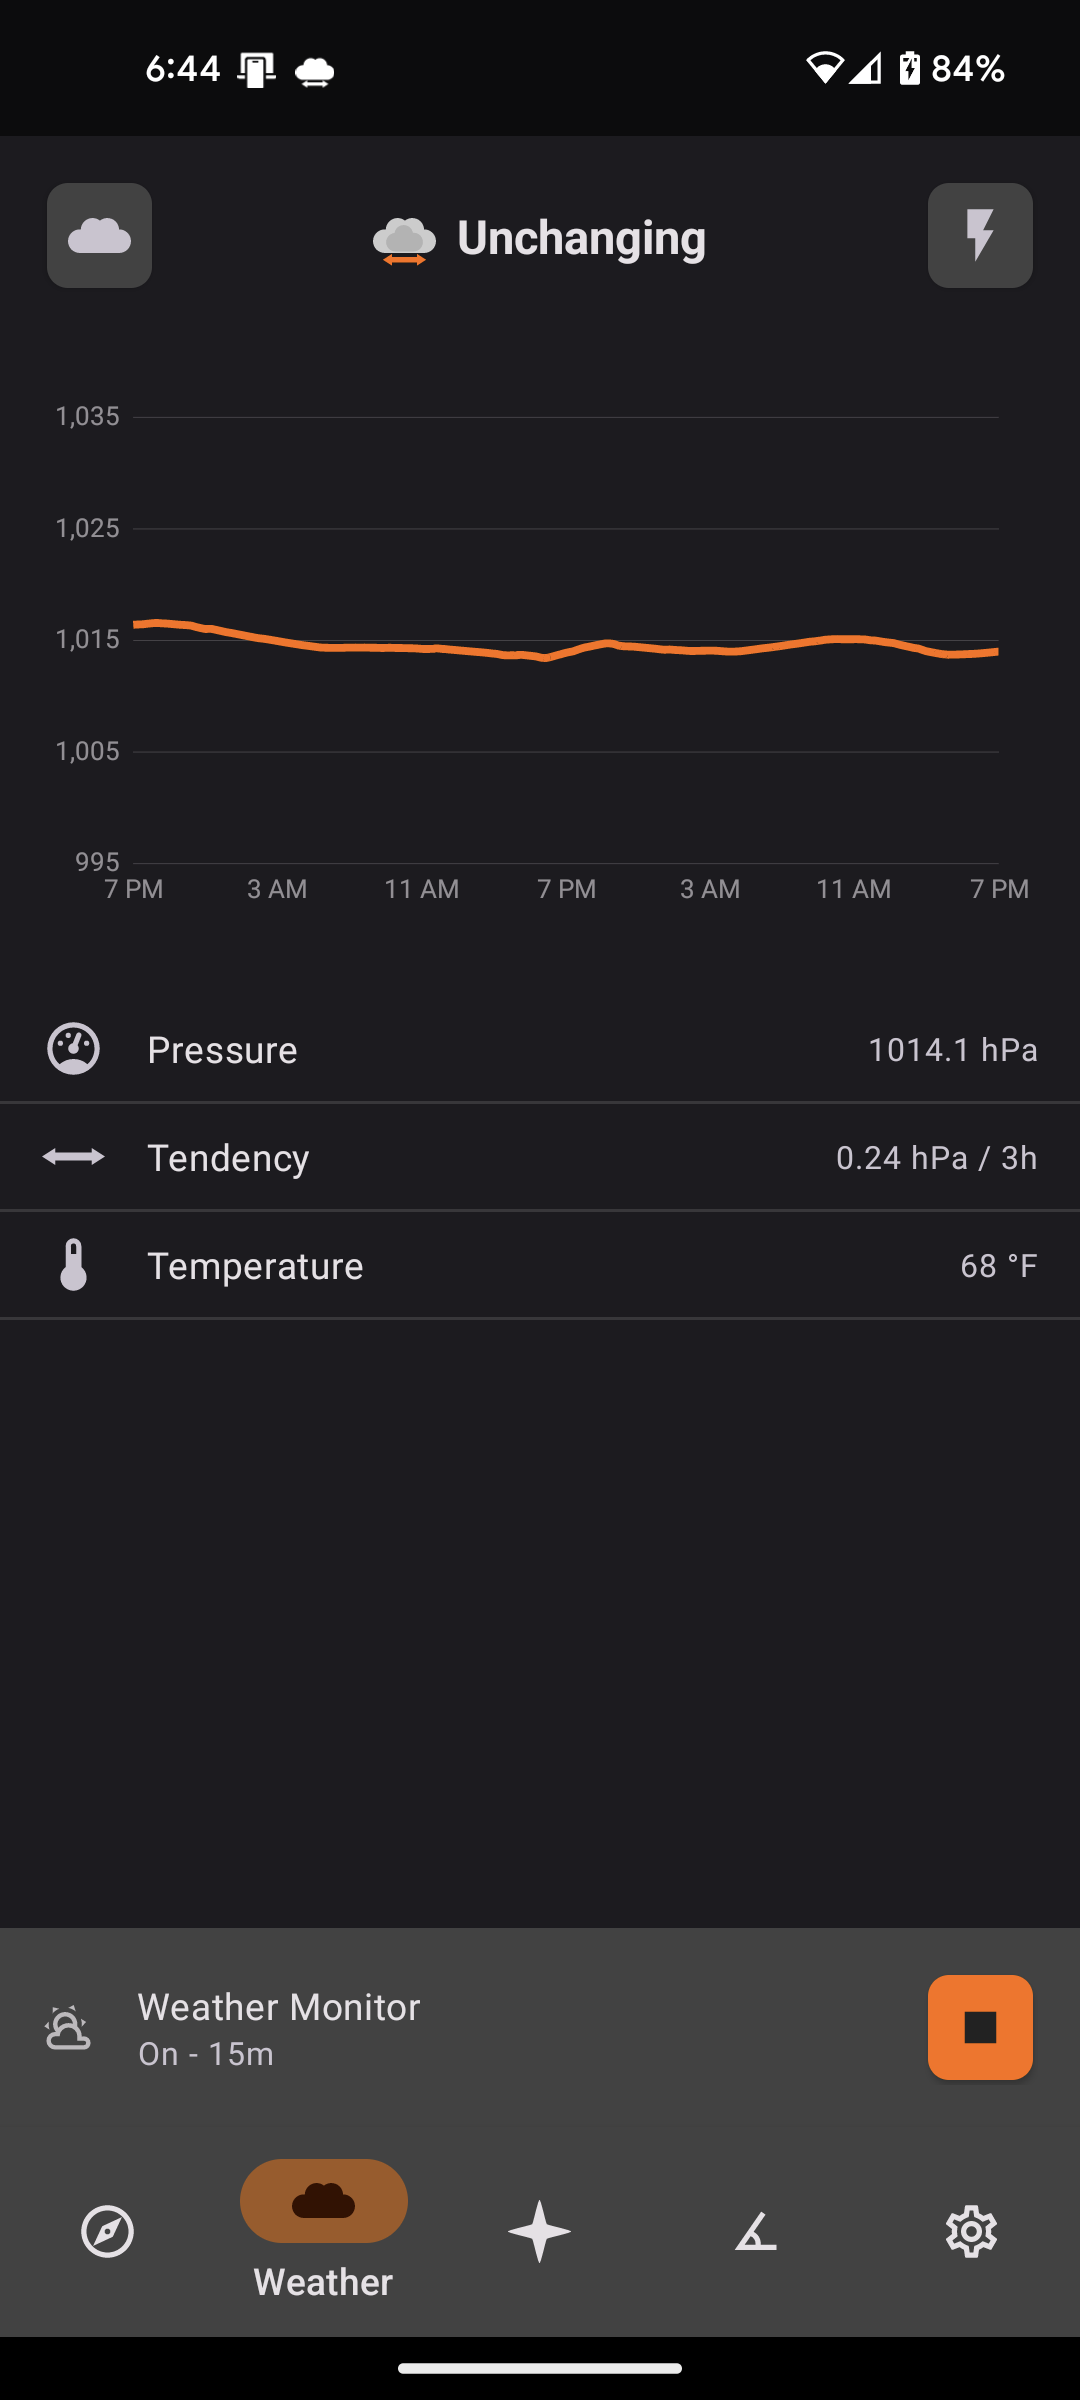 6:44
84%
Unchanging
1,035
1,025
1,015
1,005
995
7 PM 3 AM 11 AM 7 PM 3 AM 11 AM 7 PM
Pressure 1014.1 hPa
Tendency 0.24 hPa / 3h
Temperature 68 °F
Weather Monitor
On - 15m
Weather